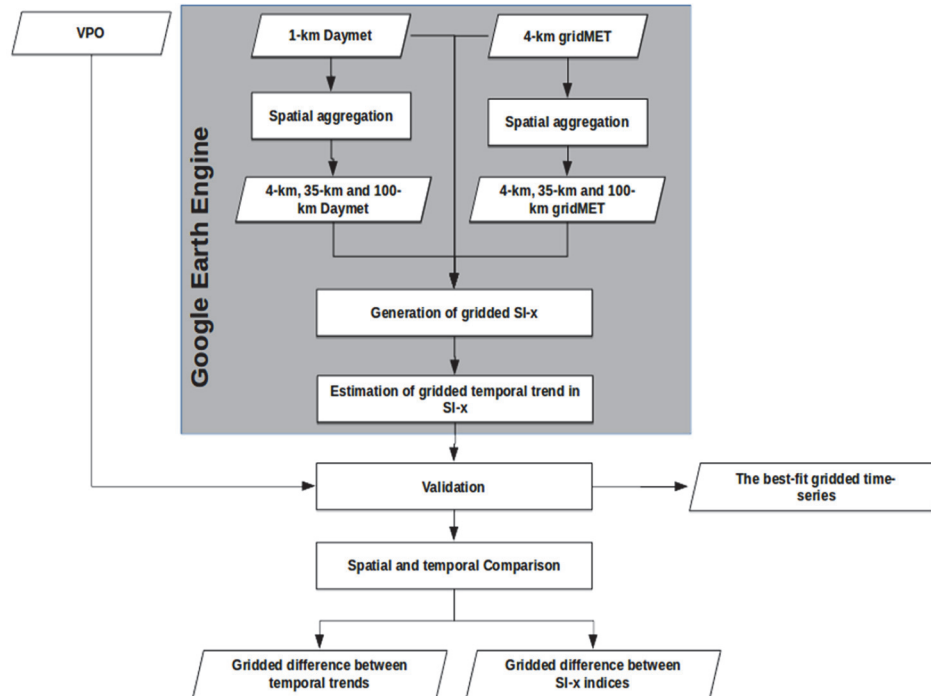 VPO
1-km Daymet
4-km gridMET
Spatial aggregation
Spatial aggregation
4-km, 35-km and 100-
km Daymet
4-km, 35-km and 100-
km gridMET
Google Earth Engine
Generation of gridded SI-x
Estimation of gridded temporal trend in
SI-x
Validation
The best-fit gridded time-
series
Spatial and temporal Comparison
Gridded difference between
temporal trends
Gridded difference between
SI-x indices